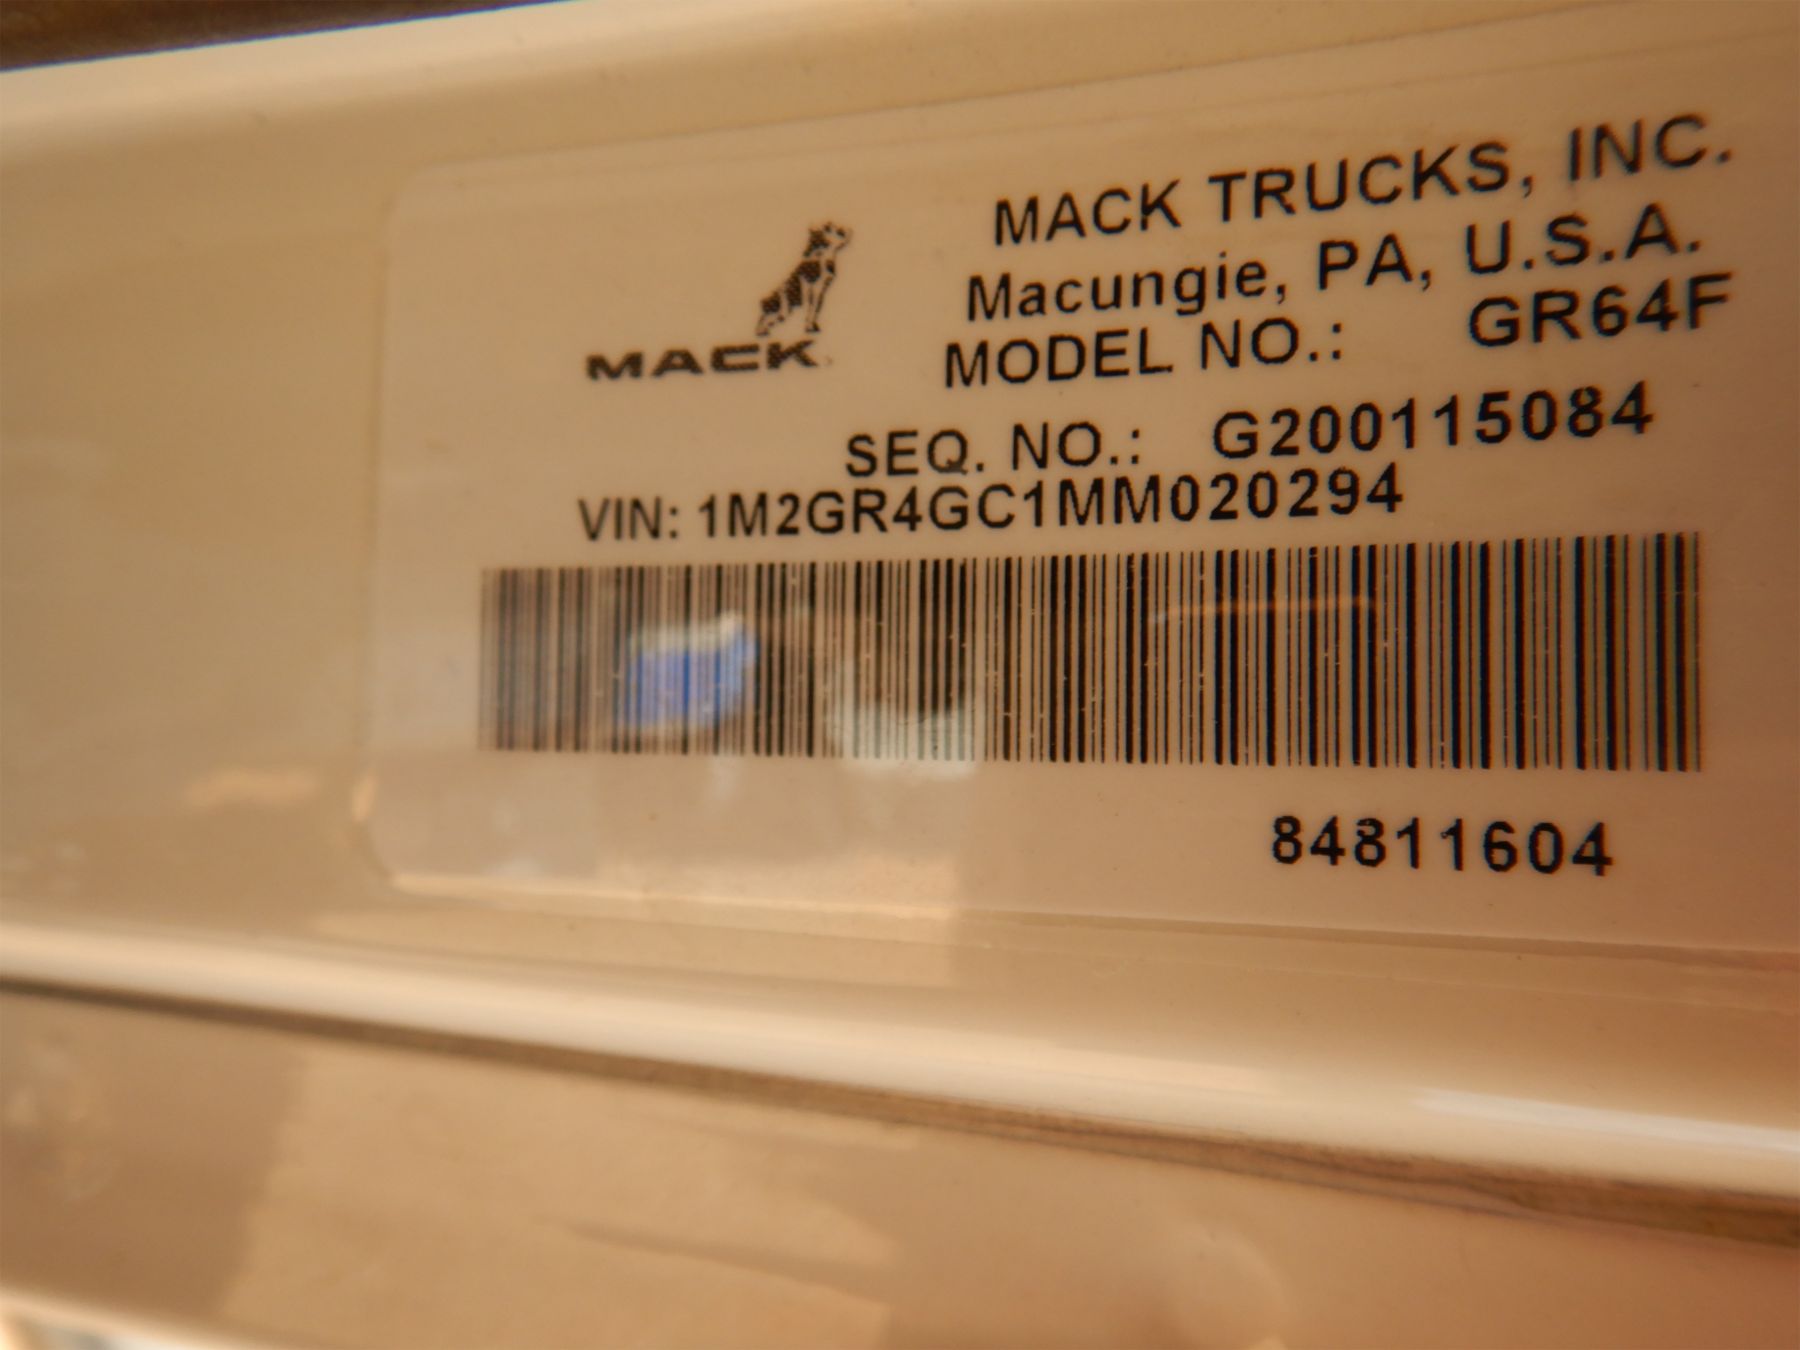 MACK TRUCKS, INC.
Macungie, PA, U.S.A.
MACK
MODEL NO.: GR64F
SEQ. NO.: G200115084
VIN: 1M2GR4GC1MM020294
84811604